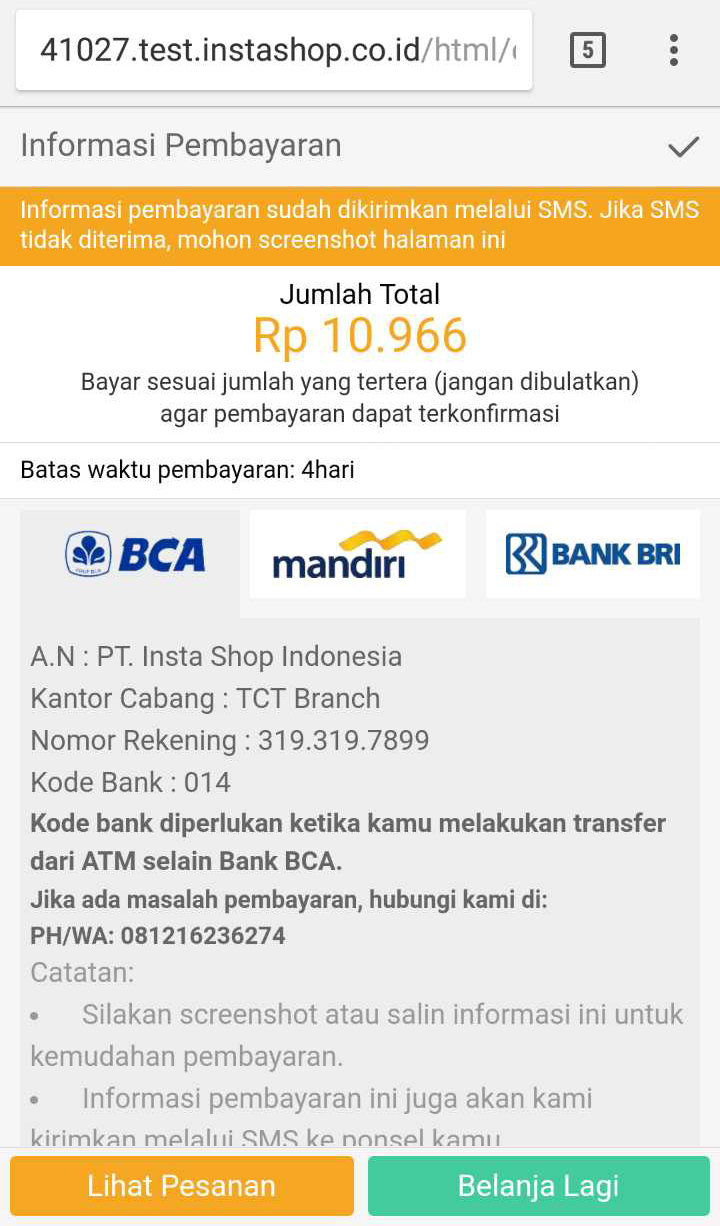 41027.test.instashop.co.id/html/
5
Informasi Pembayaran
Informasi pembayaran sudah dikirimkan melalui SMS. Jika SMS
tidak diterima, mohon screenshot halaman ini
Jumlah Total
Rp 10.966
Bayar sesuai jumlah yang tertera (jangan dibulatkan)
agar pembayaran dapat terkonfirmasi
Batas waktu pembayaran: 4hari
BCA mandiri BANK BRI
A.N : PT. Insta Shop Indonesia
Kantor Cabang : TCT Branch
Nomor Rekening : 319.319.7899
Kode Bank : 014
Kode bank diperlukan ketika kamu melakukan transfer
dari ATM selain Bank BCA.
Jika ada masalah pembayaran, hubungi kami di:
PH/WA: 081216236274
Catatan:
• Silakan screenshot atau salin informasi ini untuk
kemudahan pembayaran.
• Informasi pembayaran ini juga akan kami
kirimkan melalui SMS ke ponsel kamu
Lihat Pesanan Belanja Lagi